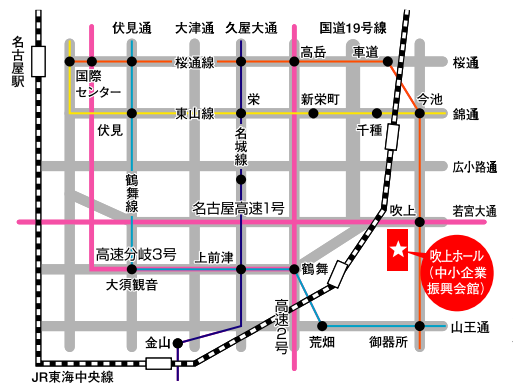 伏見通 大津通 久屋大通 国道19号線
名古屋駅
高岳 車道
国際センター
桜通線
桜通
栄
新栄町
今池
伏見
東山線
千種
錦通
名城線
広小路通
鶴舞線
名古屋高速1号
吹上
若宮大通
高速分岐3号
上前津
鶴舞
大須観音
吹上ホール
(中小企業
振興会館)
高速2号
金山
荒畑
御器所
山王通
JR東海中央線